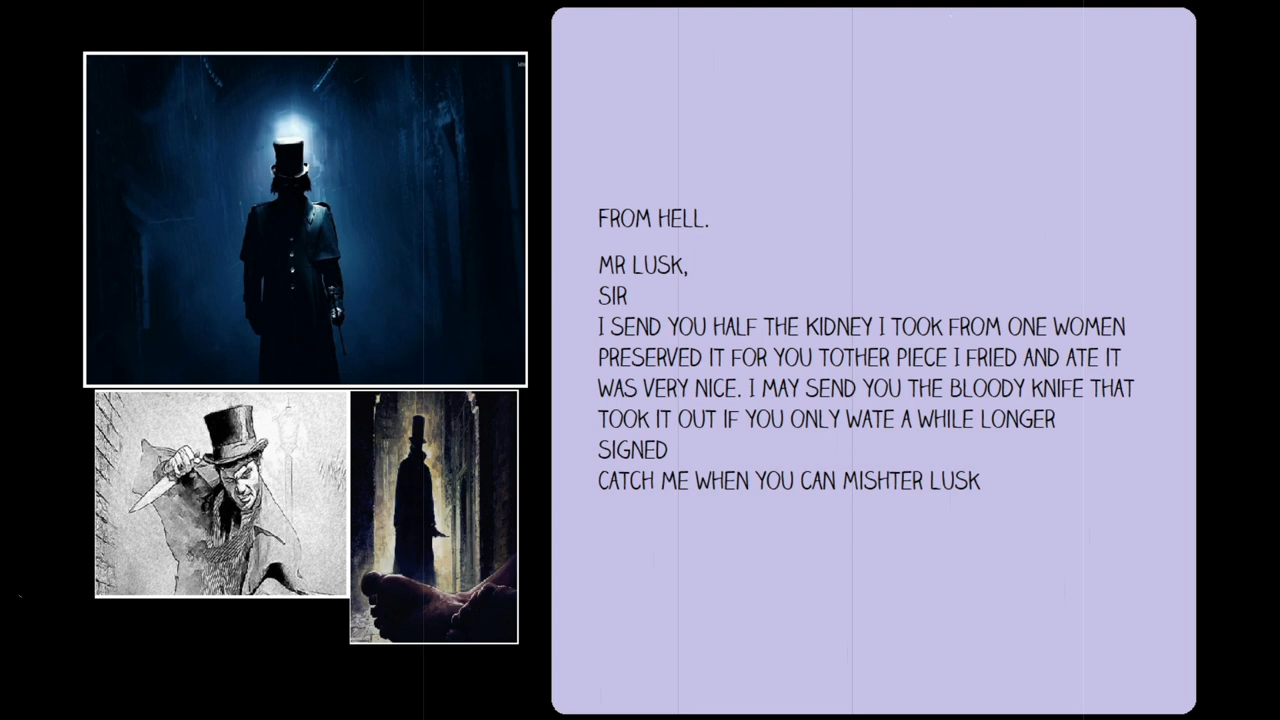 FROM HELL.
MR LUSK,
SIR
I SEND YOU HALF THE KIDNEY I TOOK FROM ONE WOMEN
PRESERVED IT FOR YOU TOTHER PIECE I FRIED AND ATE IT
WAS VERY NICE. I MAY SEND YOU THE BLOODY KNIFE THAT
TOOK IT OUT IF YOU ONLY WATE A WHILE LONGER
SIGNED
CATCH ME WHEN YOU CAN MISHTER LUSK